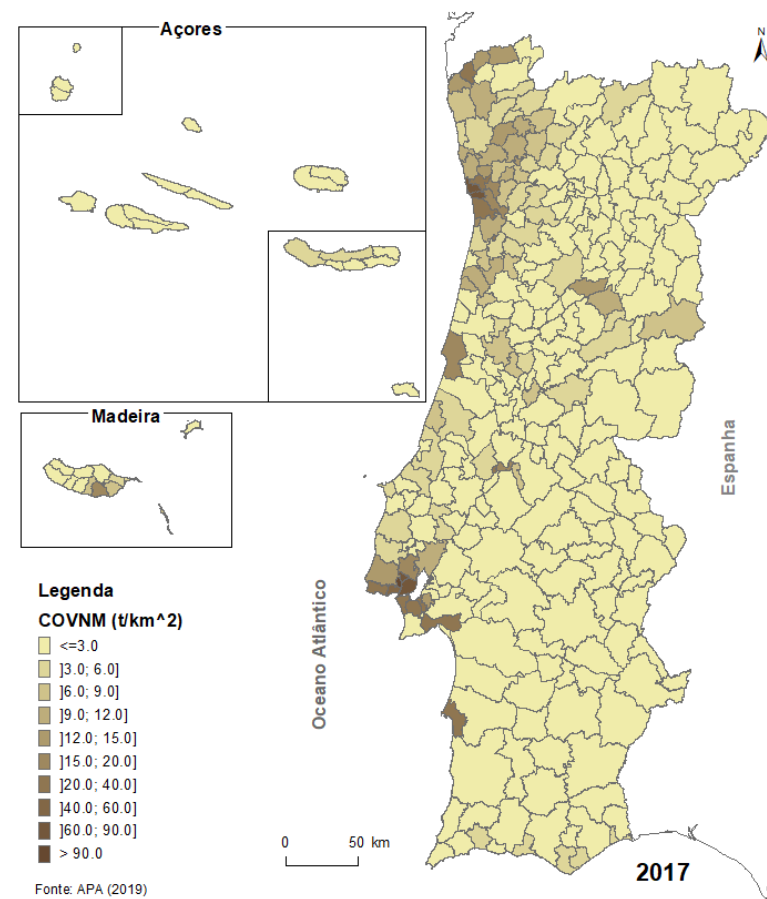 Açores
N
Madeira
Espanha
Oceano Atlântico
Legenda
COVNM (t/km^2)
<=3.0
]3.0; 6.0]
]6.0; 9.0]
]9.0; 12.0]
]12.0; 15.0]
]15.0; 20.0]
]20.0; 40.0]
]40.0; 60.0]
]60.0; 90.0]
> 90.0
0 50 km
2017
Fonte: APA (2019)